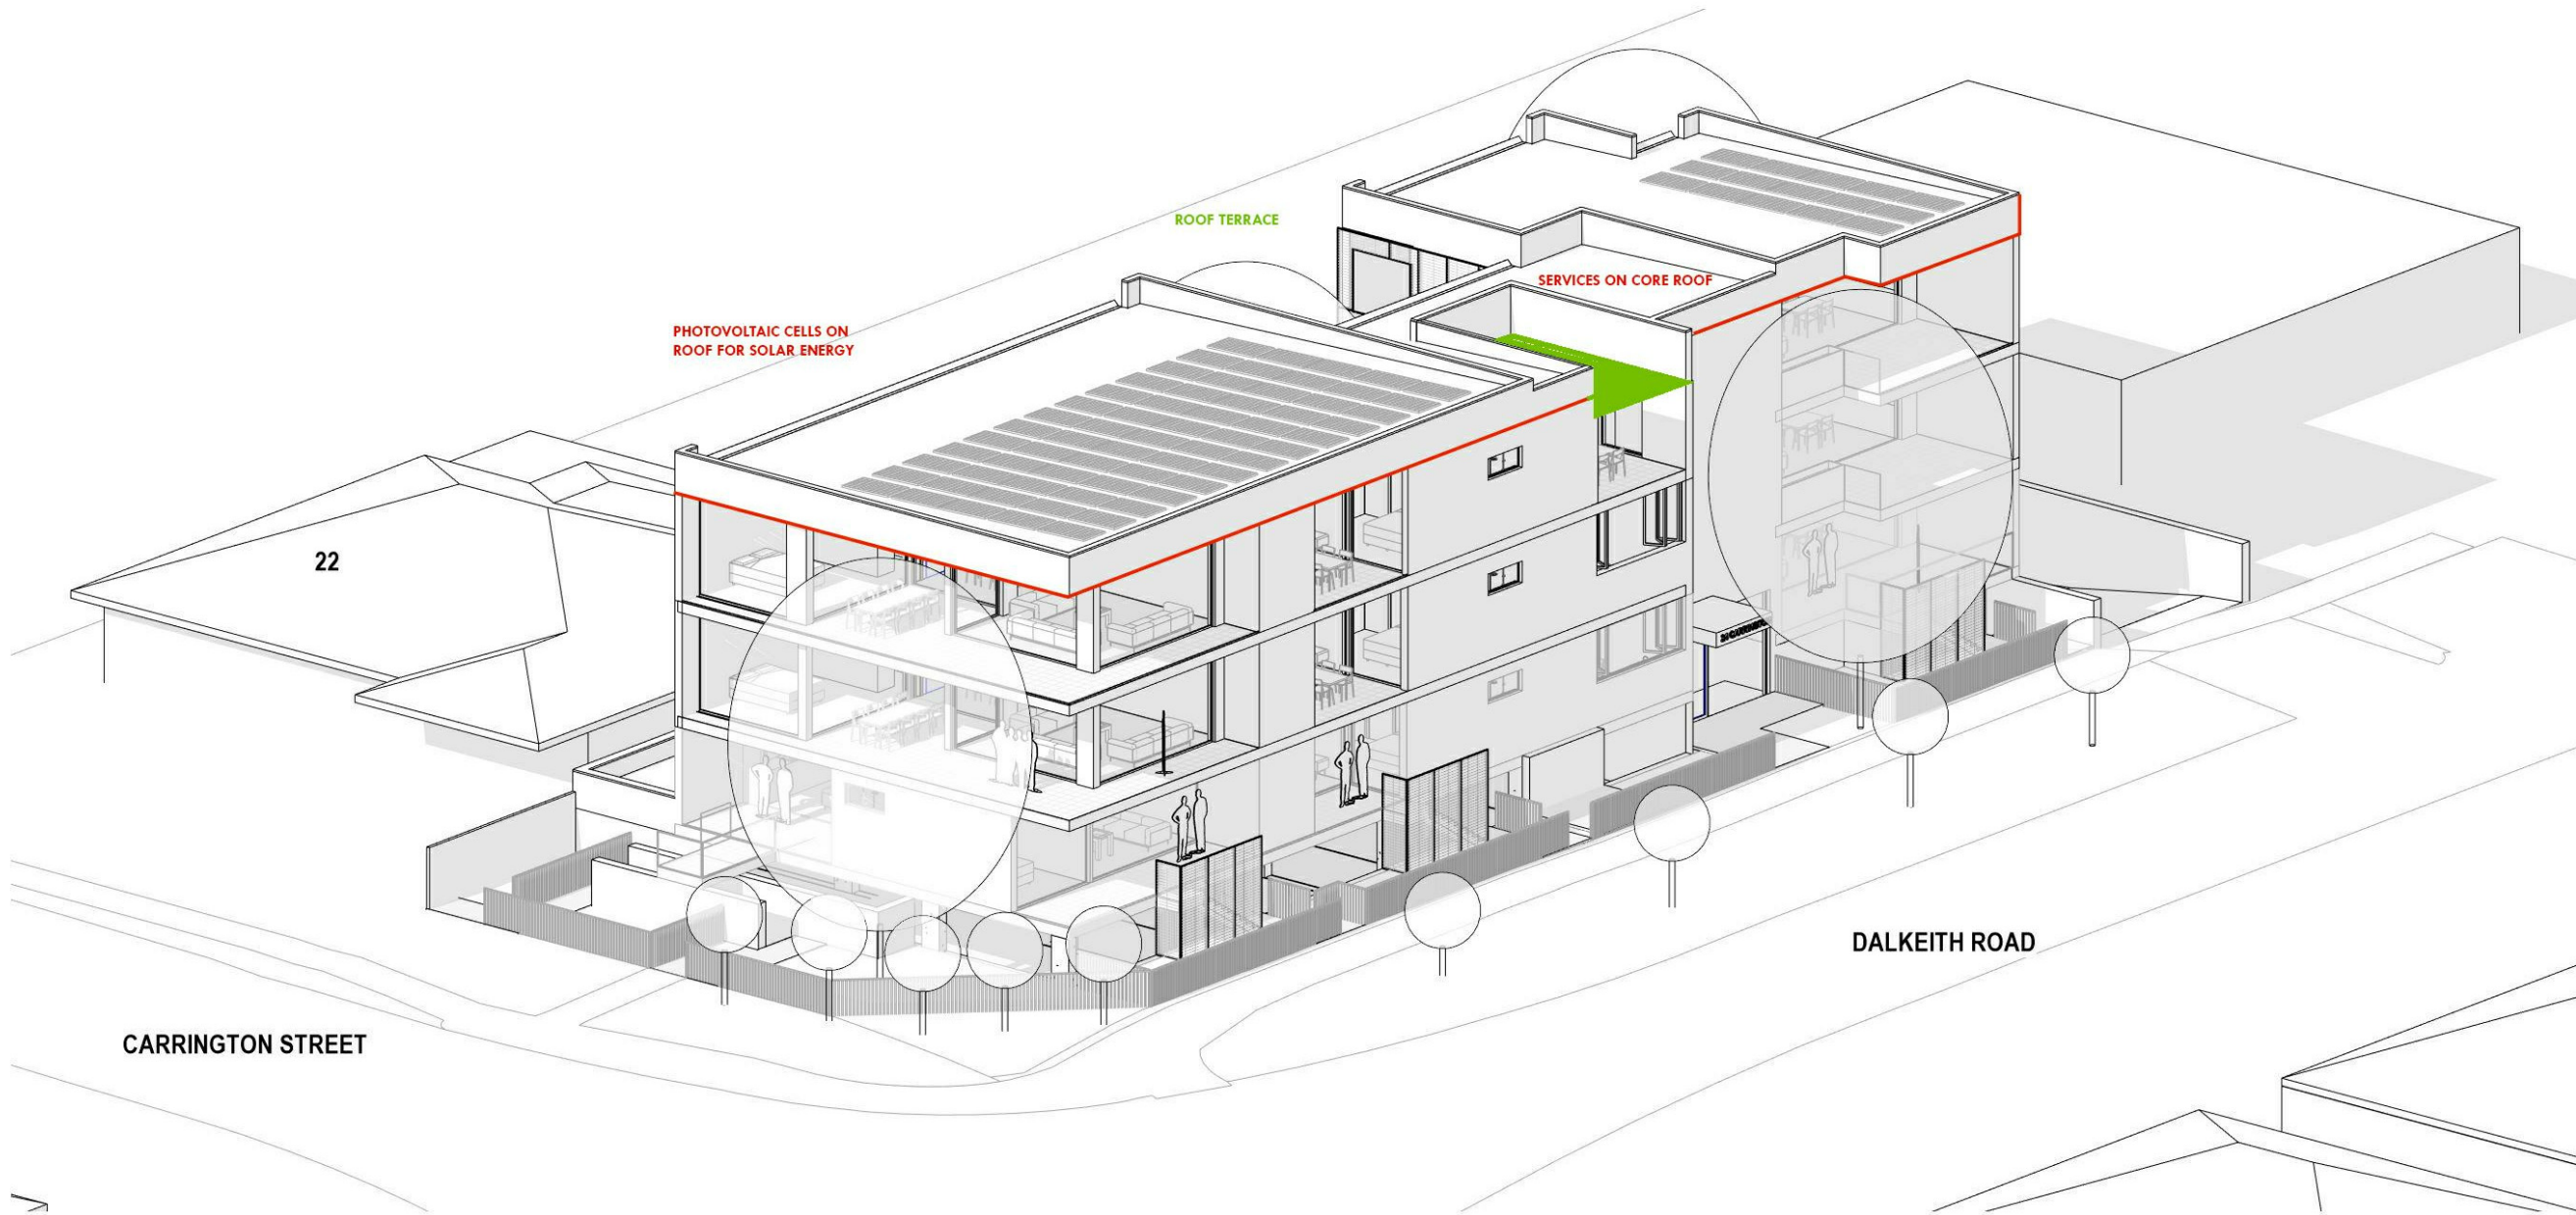 ROOF TERRACE
SERVICES ON CORE ROOF
PHOTOVOLTAIC CELLS ON
ROOF FOR SOLAR ENERGY
22
DALKEITH ROAD
CARRINGTON STREET